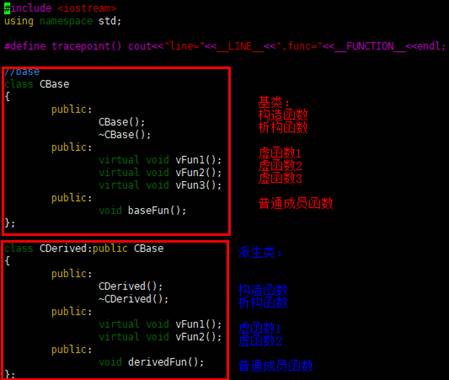 #include <iostream>
using namespace std;
#define tracepoint() cout<<"line="<<__LINE__<<",func="<<__FUNCTION__<<endl;
//base
class CBase
{
public:
CBase();
~CBase();
public:
virtual void vFun1();
virtual void vFun2();
virtual void vFun3();
public:
void baseFun();
};
基类:
构造函数
析构函数
虚函数1
虚函数2
虚函数3
普通成员函数
class CDerived:public CBase
{
public:
CDerived();
~CDerived();
public:
virtual void vFun1();
virtual void vFun2();
public:
void derivedFun();
};
派生类:
构造函数
析构函数
虚函数1
虚函数2
普通成员函数